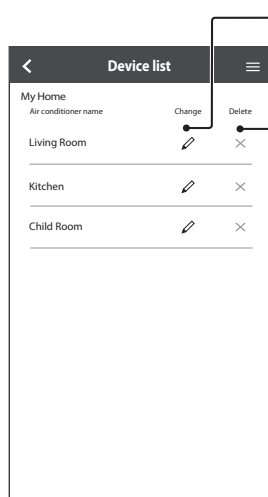 Device list
My Home
Air conditioner name Change Delete
Living Room
Kitchen
Child Room